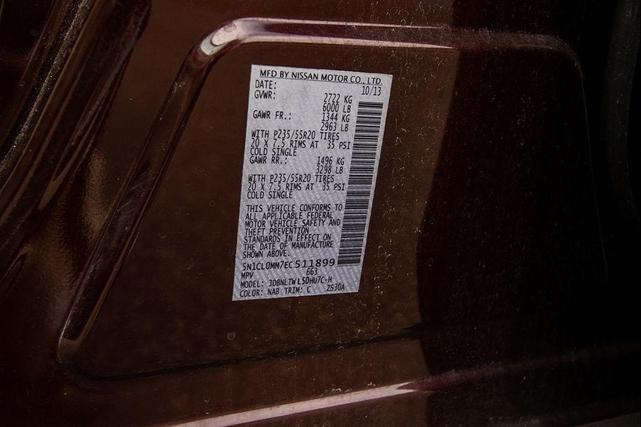 MFD BY NISSAN MOTOR CO., LTD.
DATE: 10/13
GVWR: 2722 KG
6000 LB
GAWR FR.: 1344 KG
2963 LB
WITH P235/55R20 TIRES
20 X 7.5 RIMS AT 35 PSI
COLD SINGLE
GAWR RR.: 1496 KG
3298 LB
WITH P235/55R20 TIRES
20 X 7.5 RIMS AT 35 PSI
COLD SINGLE
THIS VEHICLE CONFORMS TO
ALL APPLICABLE FEDERAL
MOTOR VEHICLE SAFETY AND
THEFT PREVENTION
STANDARDS IN EFFECT ON
THE DATE OF MANUFACTURE
SHOWN ABOVE.
5N1CL0MM7EC511899
MPV 663
MODEL:
COLOR: NAB TRIM: C 2530A